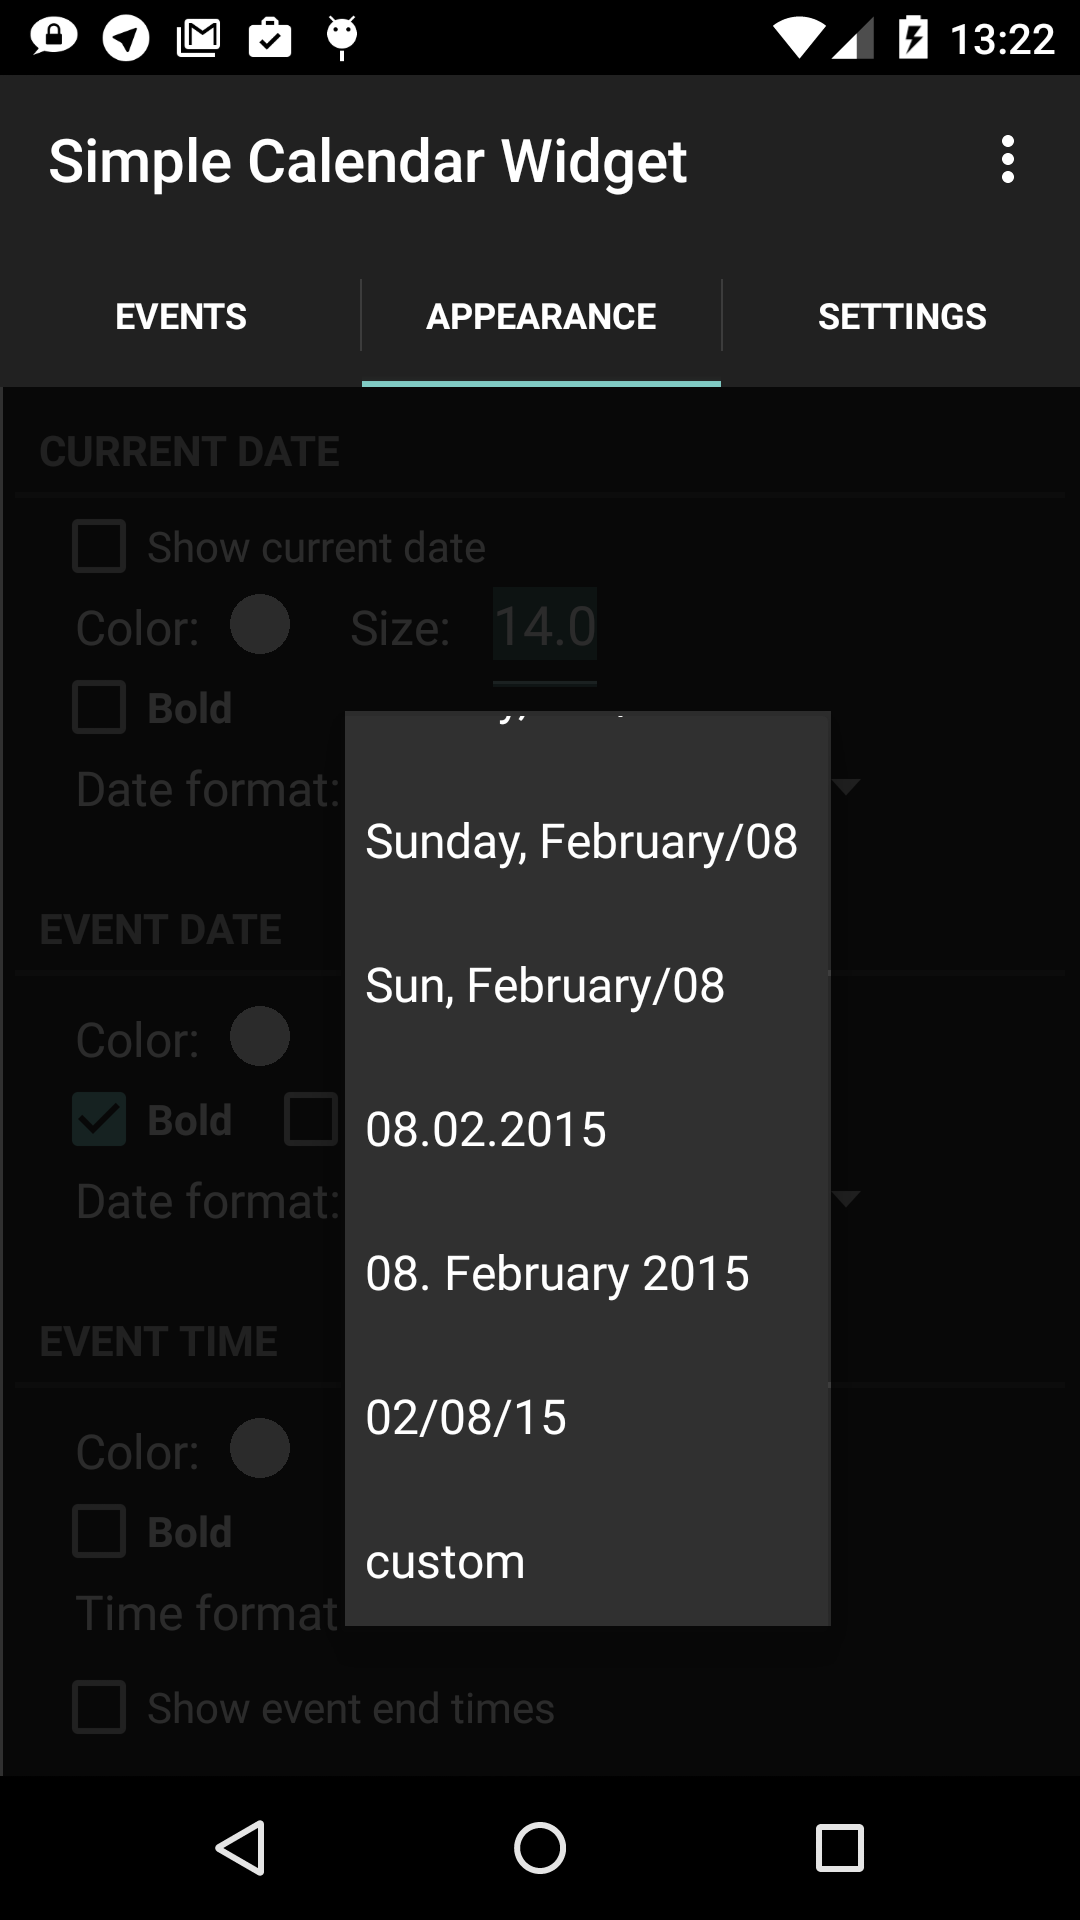 13:22
Simple Calendar Widget
EVENTS
APPEARANCE
SETTINGS
CURRENT DATE
Show current date
Color:
Size:
14.0
Bold
Date format:
Sunday, February/08
EVENT DATE
Sun, February/08
Color:
Bold
08.02.2015
Date format:
08. February 2015
EVENT TIME
02/08/15
Color:
Bold
custom
Time format
Show event end times